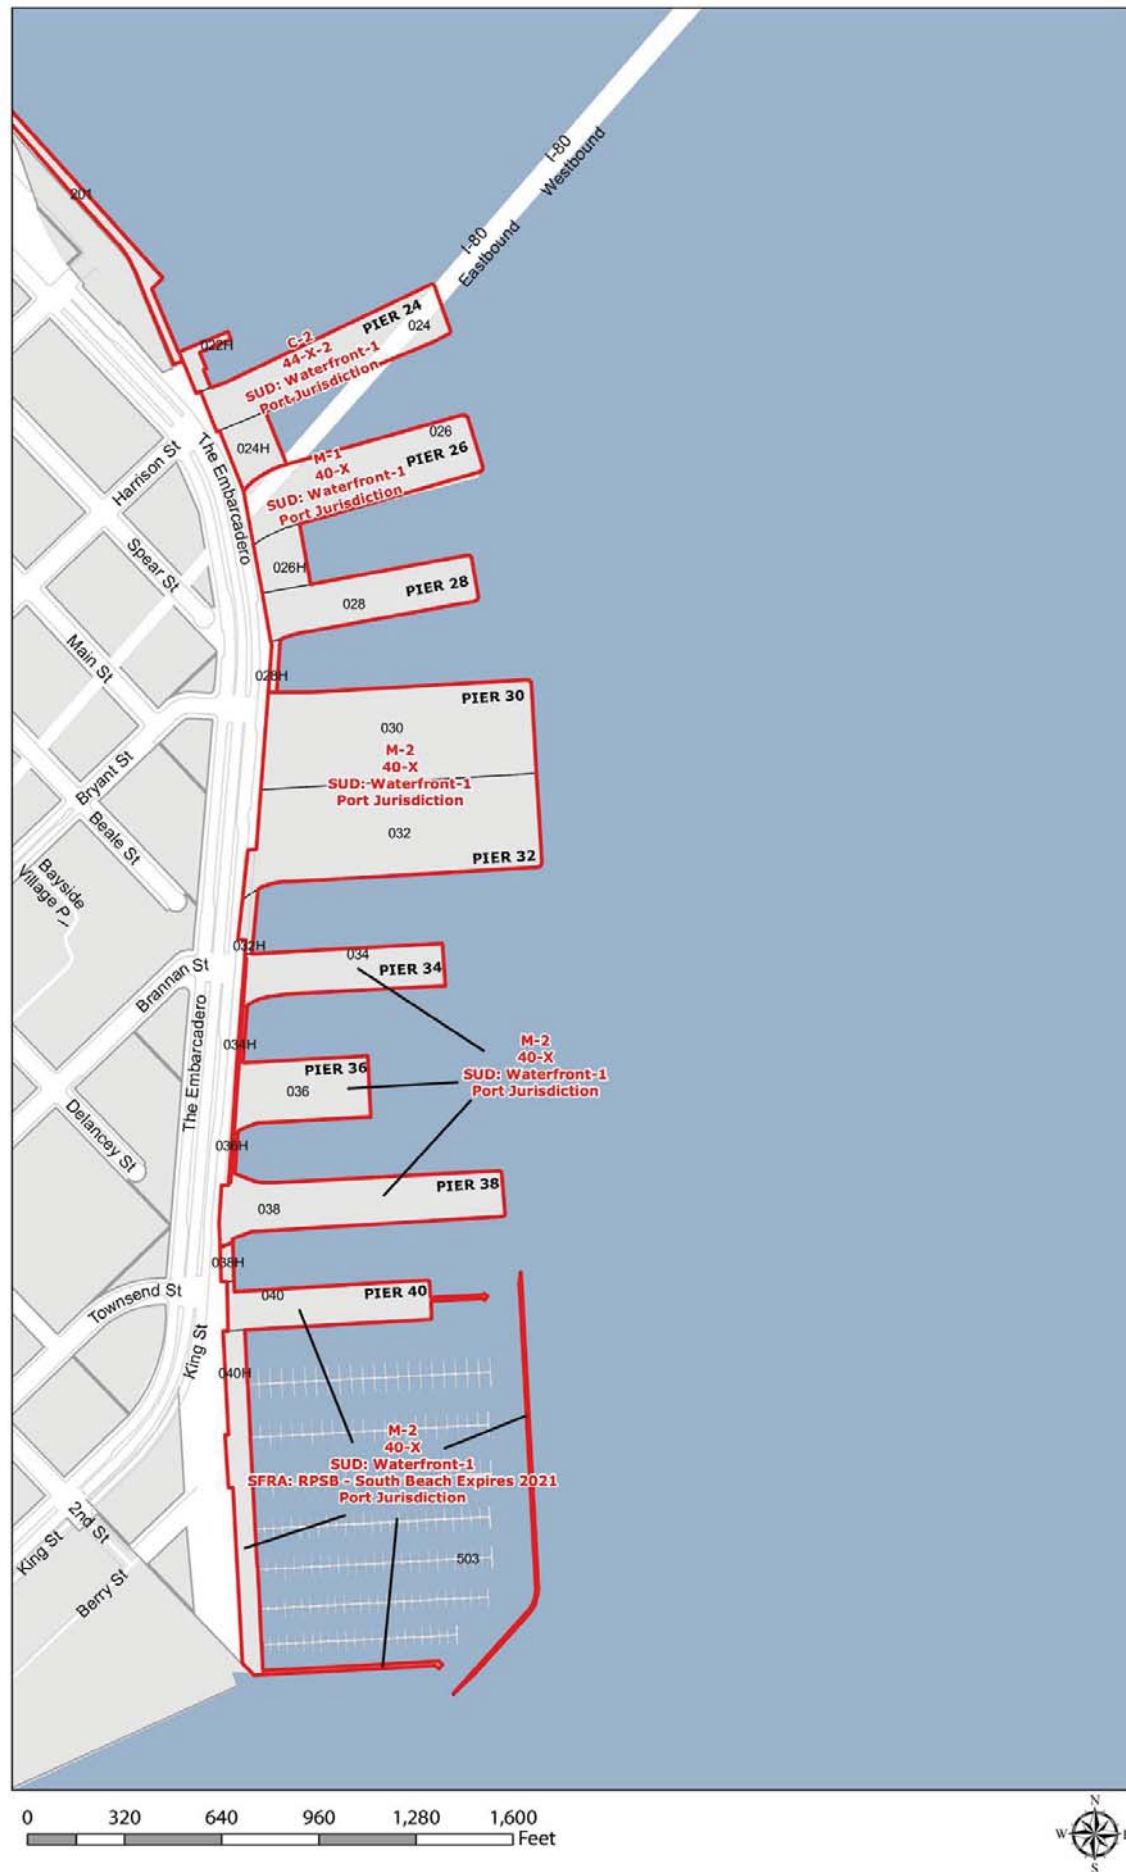 I-80
Westbound
I-80
Eastbound
201
022H
PIER 24
024
C-2
44-X-2
SUD: Waterfront-1
Port Jurisdiction
024H
026
PIER 26
M-1
40-X
SUD: Waterfront-1
Port Jurisdiction
Harrison St
The Embarcadero
Spear St
026H
PIER 28
028
Main St
028H
PIER 30
030
M-2
40-X
SUD: Waterfront-1
Port Jurisdiction
032
PIER 32
Bryant St
Beale St
Bayside
Village Pl
032H
034
PIER 34
Brannan St
The Embarcadero
034H
M-2
40-X
SUD: Waterfront-1
Port Jurisdiction
PIER 36
036
Delancey St
036H
PIER 38
038
038H
Townsend St
040
PIER 40
King St
040H
M-2
40-X
SUD: Waterfront-1
SFRA: RPSB - South Beach Expires 2021
Port Jurisdiction
503
2nd St
King St
Berry St
0 320 640 960 1,280 1,600
Feet
N
W E
S